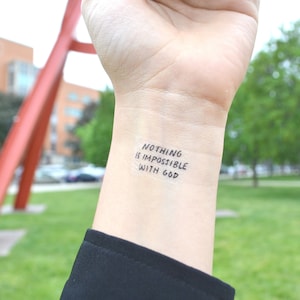 NOTHING
IS IMPOSSIBLE
WITH GOD